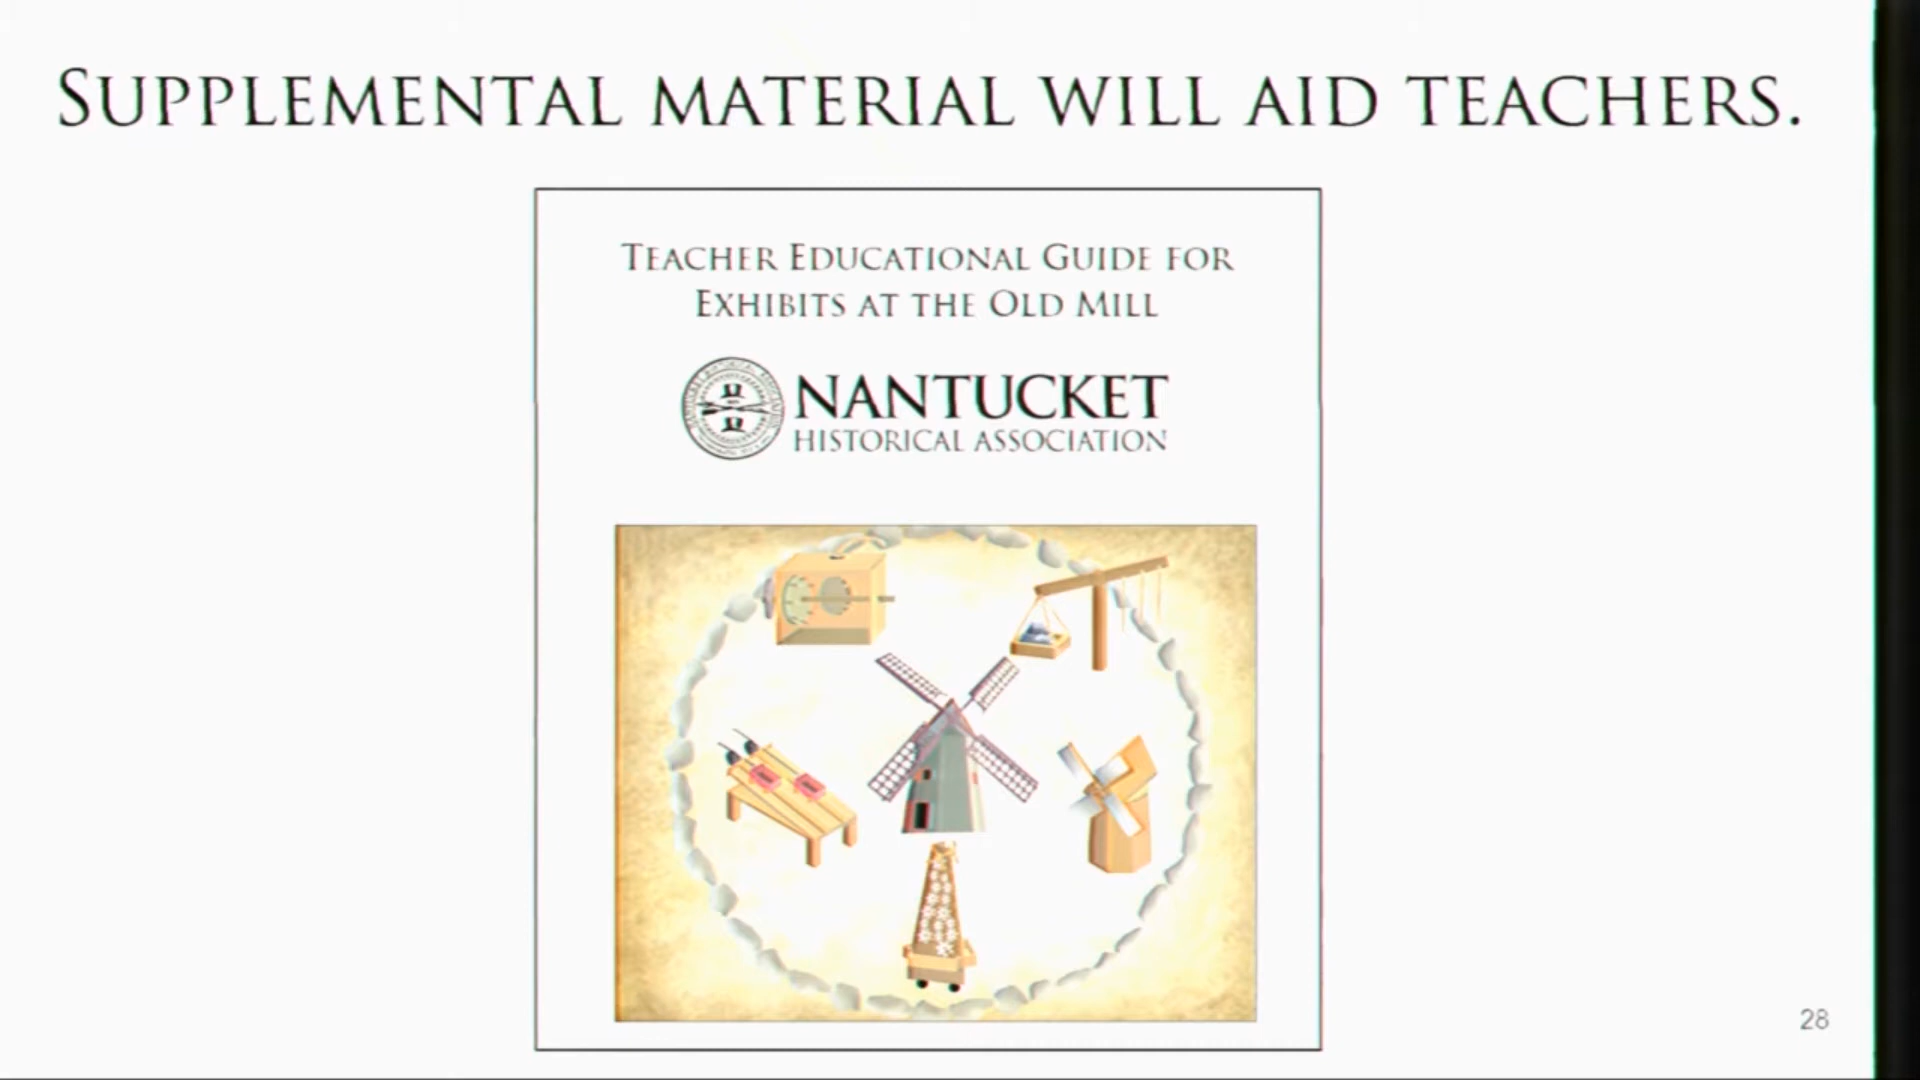 Supplemental material will aid teachers.
Teacher Educational Guide for
Exhibits at the Old Mill
NANTUCKET
HISTORICAL ASSOCIATION
28